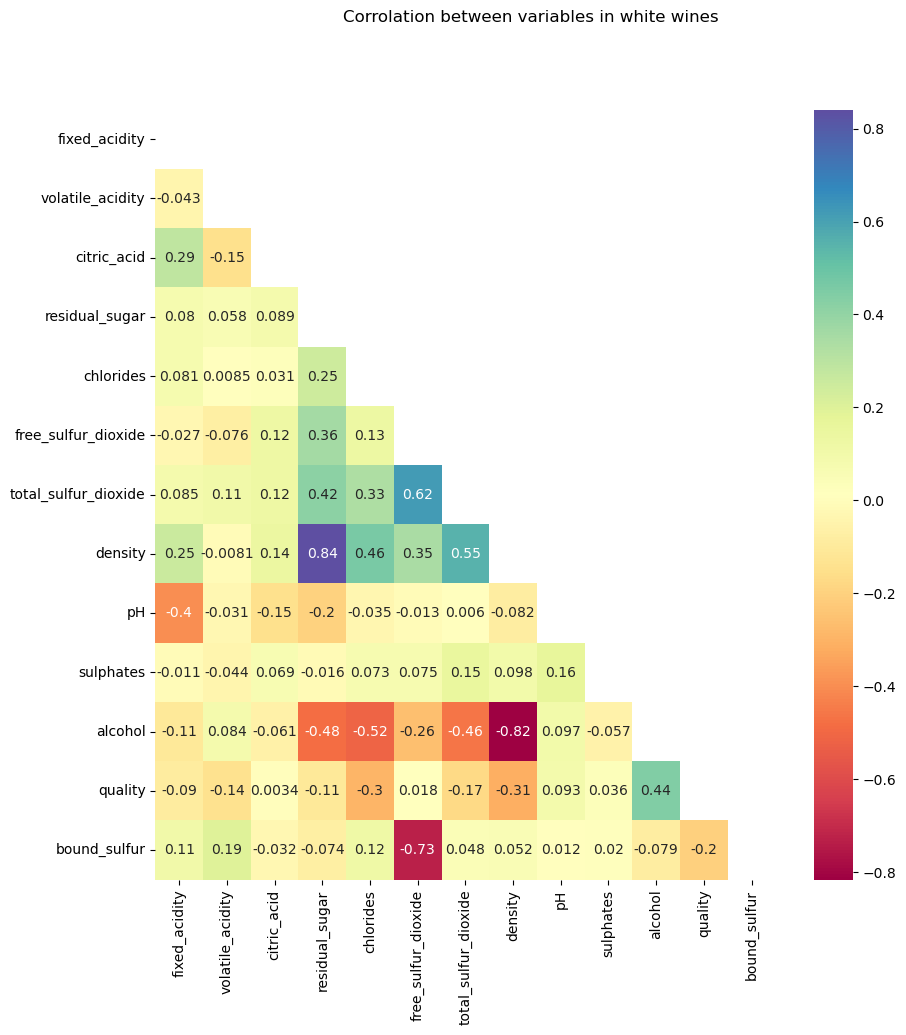 Corrolation between variables in white wines
fixed_acidity
volatile_acidity -0.043
citric_acid 0.29 -0.15
residual_sugar 0.08 0.058 0.089
chlorides 0.081 0.0085 0.031 0.25
free_sulfur_dioxide -0.027 -0.076 0.12 0.36 0.13
total_sulfur_dioxide 0.085 0.11 0.12 0.42 0.33 0.62
density 0.25 -0.0081 0.14 0.84 0.46 0.35 0.55
pH -0.4 -0.031 -0.15 -0.2 -0.035 -0.013 0.006 -0.082
sulphates -0.011 -0.044 0.069 -0.016 0.073 0.075 0.15 0.098 0.16
alcohol -0.11 0.084 -0.061 -0.48 -0.52 -0.26 -0.46 -0.82 0.097 -0.057
quality -0.09 -0.14 0.0034 -0.11 -0.3 0.018 -0.17 -0.31 0.093 0.036 0.44
bound_sulfur 0.11 0.19 -0.032 -0.074 0.12 -0.73 0.048 0.052 0.012 0.02 -0.079 -0.2
fixed_acidity
volatile_acidity
citric_acid
residual_sugar
chlorides
free_sulfur_dioxide
total_sulfur_dioxide
density
pH
sulphates
alcohol
quality
bound_sulfur
0.8
0.6
0.4
0.2
0.0
−0.2
−0.4
−0.6
−0.8